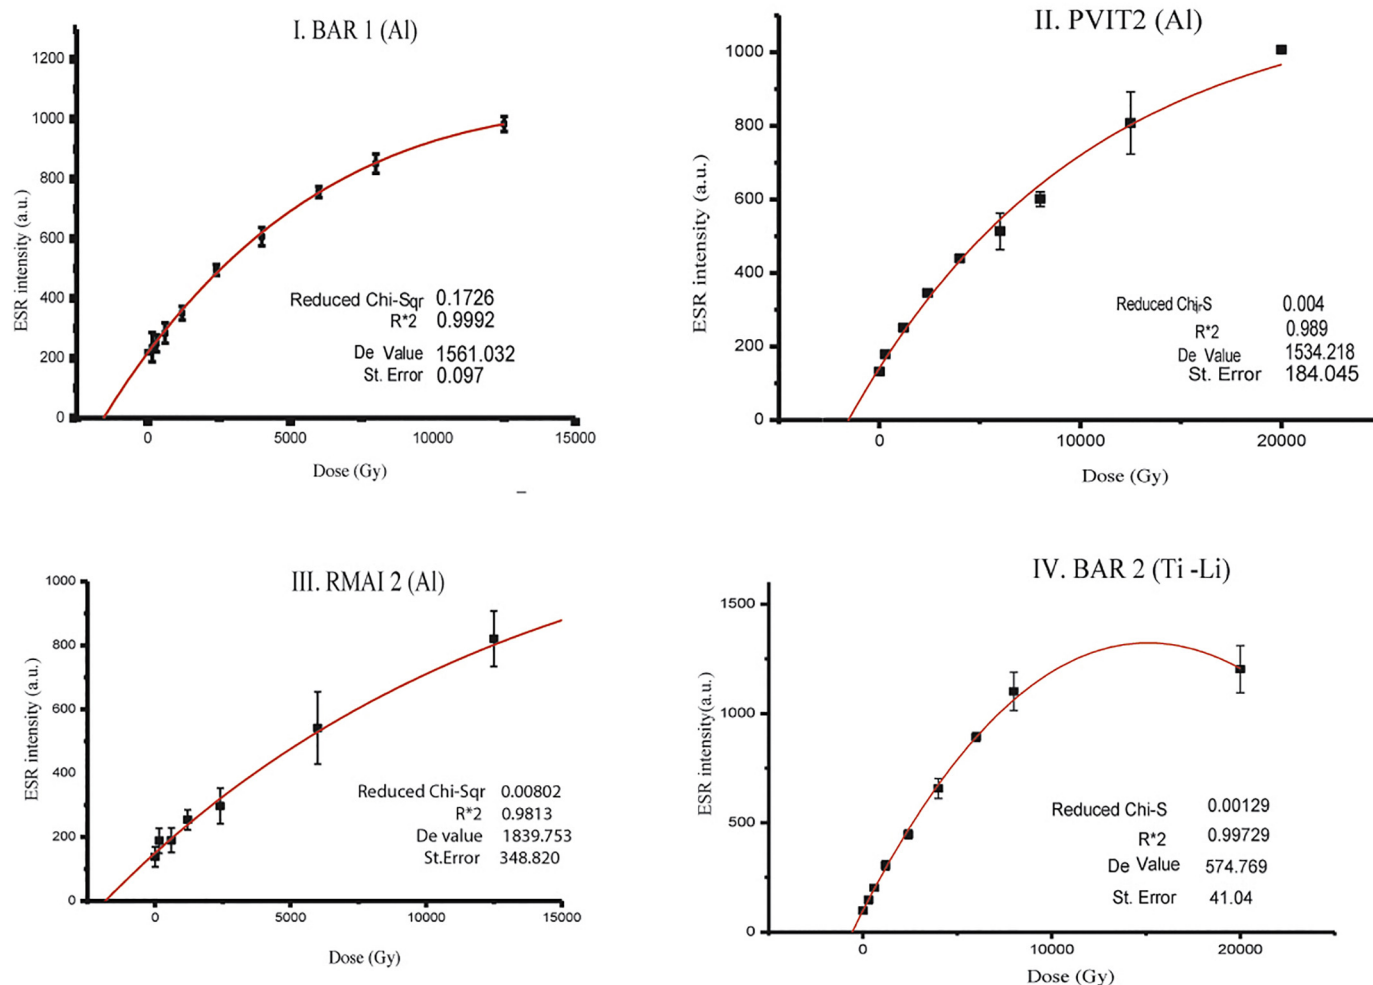 I. BAR 1 (Al)
1200
1000
800
600
400
200
0
ESR intensity (a.u.)
Reduced Chi-Sqr 0.1726
R*2 0.9992
De Value 1561.032
St. Error 0.097
0 5000 10000 15000
Dose (Gy)
II. PVIT2 (Al)
1000
800
600
400
200
0
ESR intensity (a.u.)
Reduced Chi-S 0.004
R*2 0.989
De Value 1534.218
St. Error 184.045
0 10000 20000
Dose (Gy)
III. RMAI 2 (Al)
1000
800
600
400
200
0
ESR intensity (a.u.)
Reduced Chi-Sqr 0.00802
R*2 0.9813
De value 1839.753
St.Error 348.820
0 5000 10000 15000
Dose (Gy)
IV. BAR 2 (Ti -Li)
1500
1000
500
0
ESR intensity(a.u.)
Reduced Chi-S 0.00129
R*2 0.99729
De Value 574.769
St. Error 41.04
0 10000 20000
Dose (Gy)